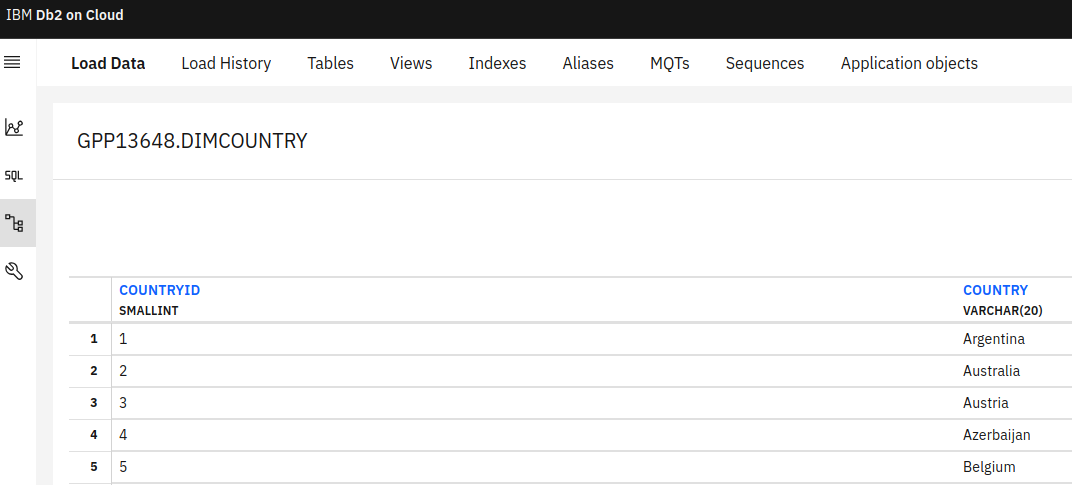 IBM Db2 on Cloud
Load Data Load History Tables Views Indexes Aliases MQTs Sequences Application objects
GPP13648.DIMCOUNTRY
SQL
COUNTRYID COUNTRY
SMALLINT VARCHAR(20)
1 1 Argentina
2 2 Australia
3 3 Austria
4 4 Azerbaijan
5 5 Belgium